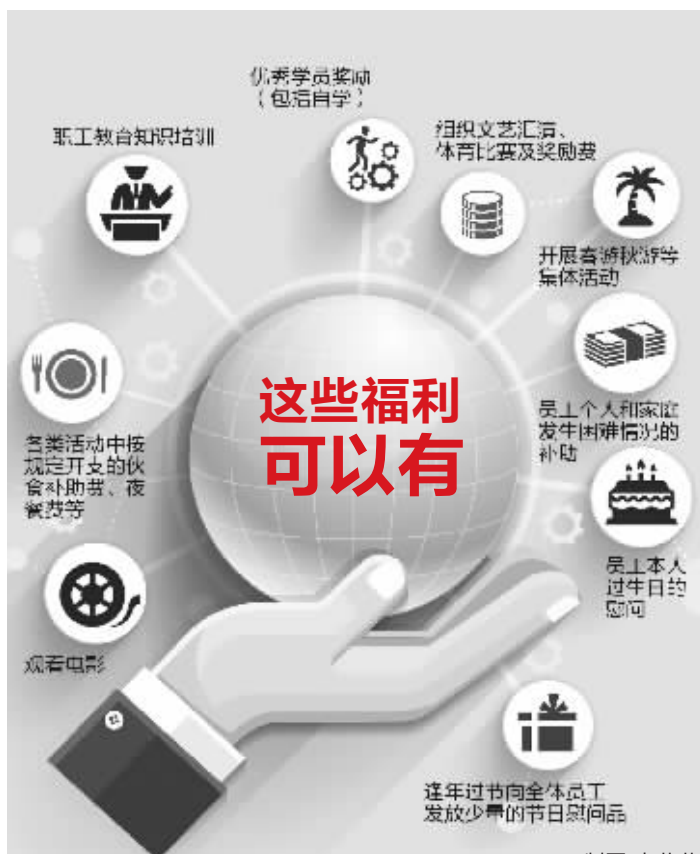 优秀学员奖励
（包括自学）
职工教育知识培训
组织文艺汇演、
体育比赛及奖励费
开展春游秋游等
集体活动
这些福利
可以有
员工个人和家庭
发生困难情况的
补助
各类活动中按
规定开支的伙
食补助费、夜
餐费等
员工本人
过生日的
慰问
观看电影
逢年过节向全体员工
发放少量的节日慰问品